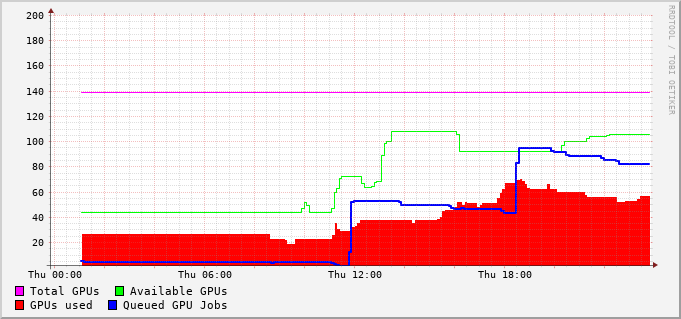 200
180
160
140
120
100
80
60
40
20
Thu 00:00 Thu 06:00 Thu 12:00 Thu 18:00
Total GPUs Available GPUs
GPUs used Queued GPU Jobs
RRDTOOL / TOBI OETIKER